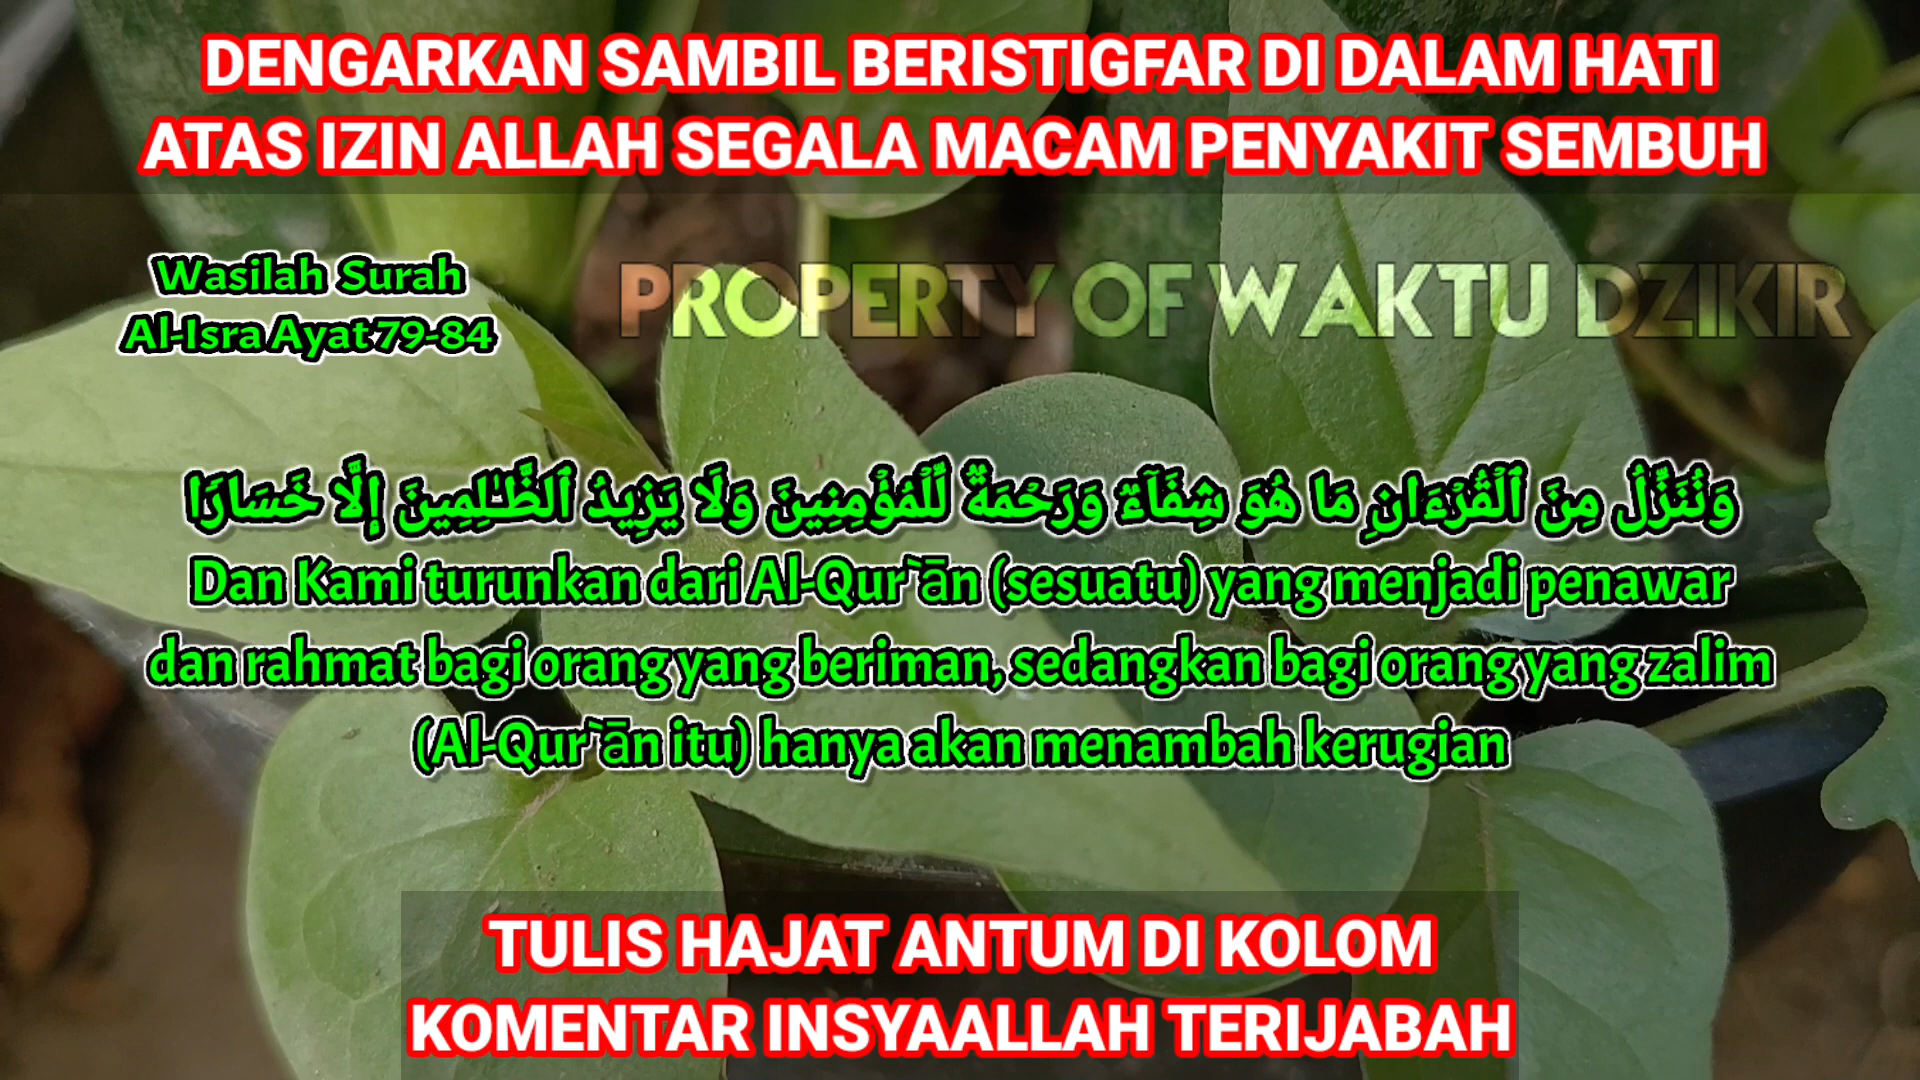 DENGARKAN SAMBIL BERISTIGFAR DI DALAM HATI
ATAS IZIN ALLAH SEGALA MACAM PENYAKIT SEMBUH
Wasilah Surah
Al-Isra Ayat 79-84
PROPERTY OF WAKTU DZIKIR
وَنُنَزِّلُ مِنَ ٱلْقُرْءَانِ مَا هُوَ شِفَآءٌ وَرَحْمَةٌ لِّلْمُؤْمِنِينَ وَلَا يَزِيدُ ٱلظَّـٰلِمِينَ إِلَّا خَسَارًا
Dan Kami turunkan dari Al-Qur`ān (sesuatu) yang menjadi penawar
dan rahmat bagi orang yang beriman, sedangkan bagi orang yang zalim
(Al-Qur`ān itu) hanya akan menambah kerugian
TULIS HAJAT ANTUM DI KOLOM
KOMENTAR INSYAALLAH TERIJABAH